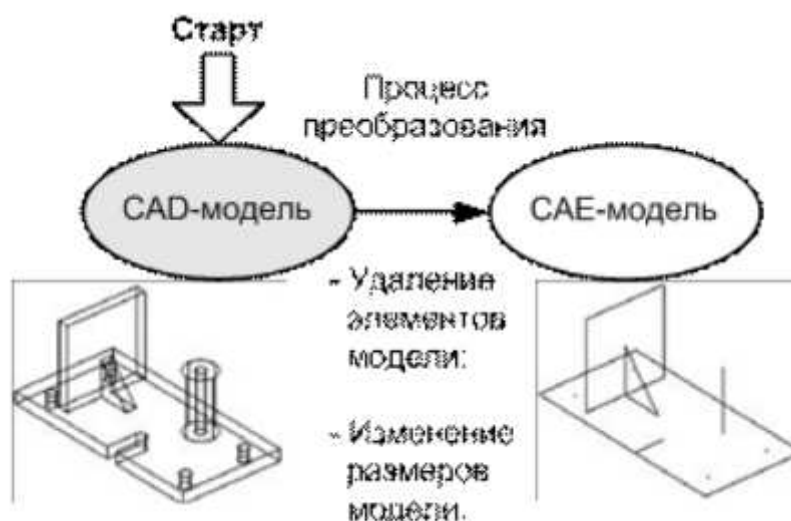 Старт
Процесс
преобразования
CAD-модель
CAE-модель
- Удаление
элементов
модели:
- Изменение
размеров
модели.